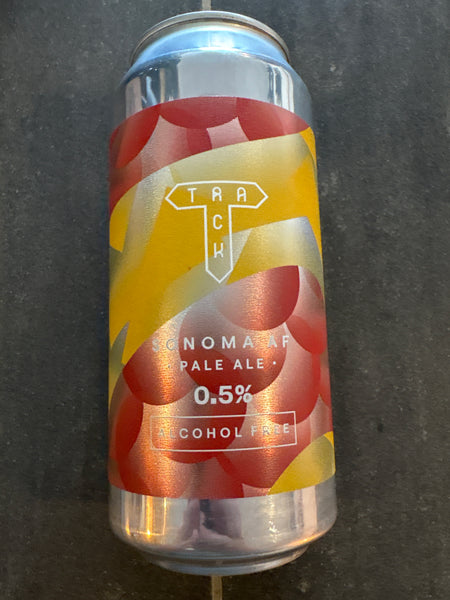 TRACK
SONOMA AF
PALE ALE •
0.5%
ALCOHOL FREE